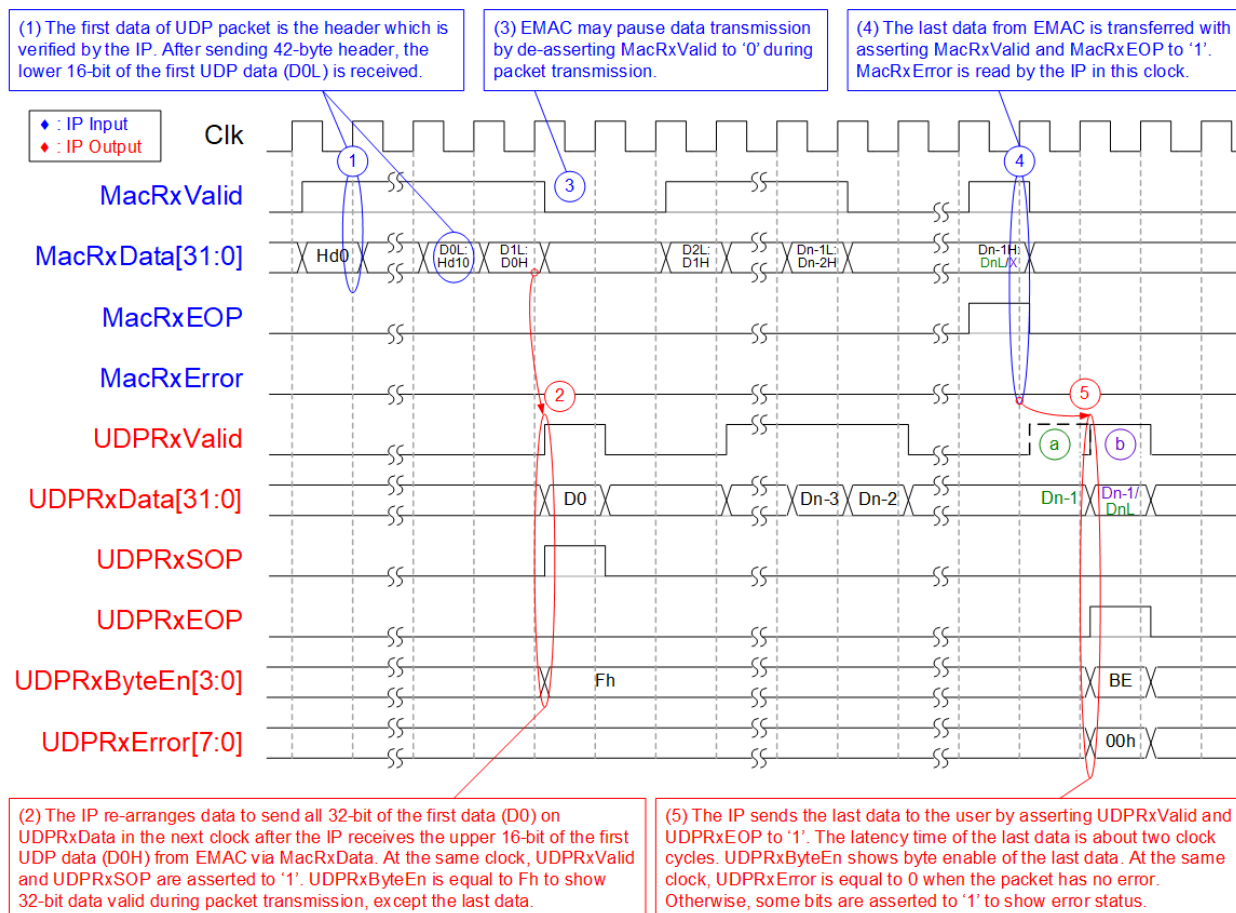 (1) The first data of UDP packet is the header which is
verified by the IP. After sending 42-byte header, the
lower 16-bit of the first UDP data (D0L) is received.
(3) EMAC may pause data transmission
by de-asserting MacRxValid to ‘0’ during
packet transmission.
(4) The last data from EMAC is transferred with
asserting MacRxValid and MacRxEOP to ‘1’.
MacRxError is read by the IP in this clock.
♦ : IP Input
♦ : IP Output
Clk
1
4
MacRxValid
3
MacRxData[31:0]
Hd0
D0L:
Hd10
D1L:
D0H
D2L:
D1H
Dn-1L:
Dn-2H
Dn-1H:
DnL/X
MacRxEOP
MacRxError
2
5
UDPRxValid
a
b
UDPRxData[31:0]
D0
Dn-3
Dn-2
Dn-1
Dn-1/
DnL
UDPRxSOP
UDPRxEOP
UDPRxByteEn[3:0]
Fh
BE
UDPRxError[7:0]
00h
(2) The IP re-arranges data to send all 32-bit of the first data (D0) on
UDPRxData in the next clock after the IP receives the upper 16-bit of the first
UDP data (D0H) from EMAC via MacRxData. At the same clock, UDPRxValid
and UDPRxSOP are asserted to ‘1’. UDPRxByteEn is equal to Fh to show
32-bit data valid during packet transmission, except the last data.
(5) The IP sends the last data to the user by asserting UDPRxValid and
UDPRxEOP to ‘1’. The latency time of the last data is about two clock
cycles. UDPRxByteEn shows byte enable of the last data. At the same
clock, UDPRxError is equal to 0 when the packet has no error.
Otherwise, some bits are asserted to ‘1’ to show error status.